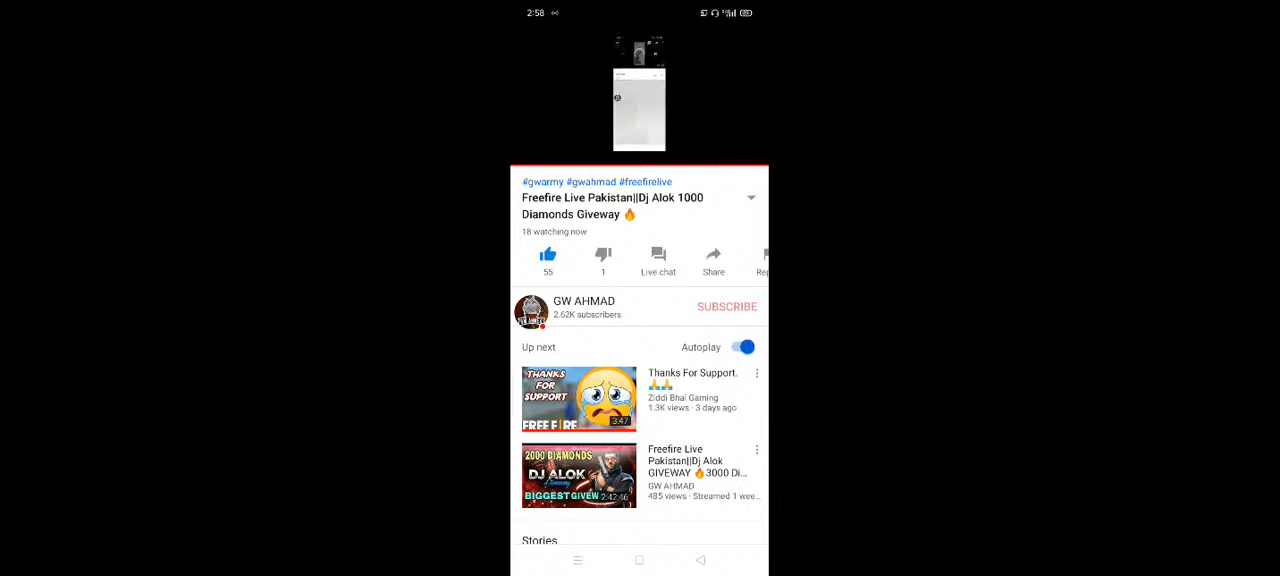 2:58
#gwarmy #gwahmad #freefirelive
Freefire Live Pakistan||Dj Alok 1000
Diamonds Giveway 🔥
18 watching now
55
1
Live chat
Share
Rep
GW AHMAD
2.62K subscribers
SUBSCRIBE
Up next
Autoplay
THANKS
FOR
SUPPORT
FREE FIRE
3:47
Thanks For Support.
🙏🙏
Ziddi Bhai Gaming
1.3K views · 3 days ago
2000 DIAMONDS
DJ ALOK
Giveway
BIGGEST GIVEW
2:42:46
Freefire Live
Pakistan||Dj Alok
GIVEWAY 🔥3000 Di...
GW AHMAD
485 views · Streamed 1 wee...
Stories